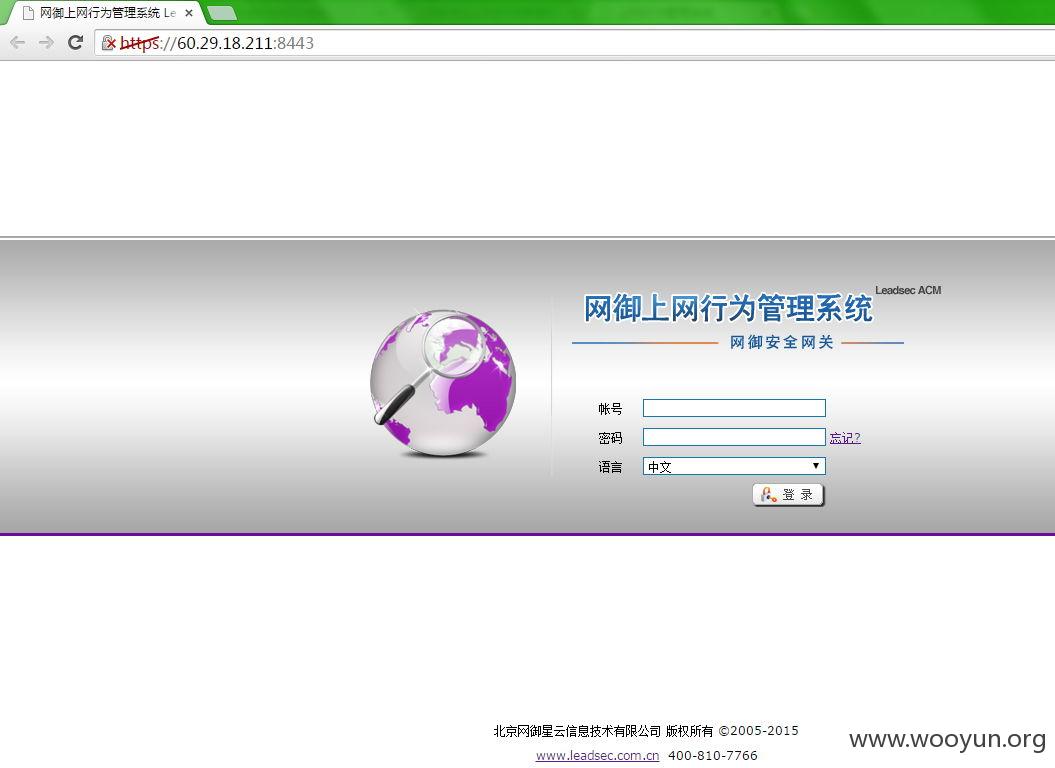 网御上网行为管理系统 Le
https://60.29.18.211:8443
Leadsec ACM
网御上网行为管理系统
网御安全网关
帐号
密码 忘记?
语言 中文
登 录
北京网御星云信息技术有限公司 版权所有 ©2005-2015
www.leadsec.com.cn 400-810-7766
www.wooyun.org